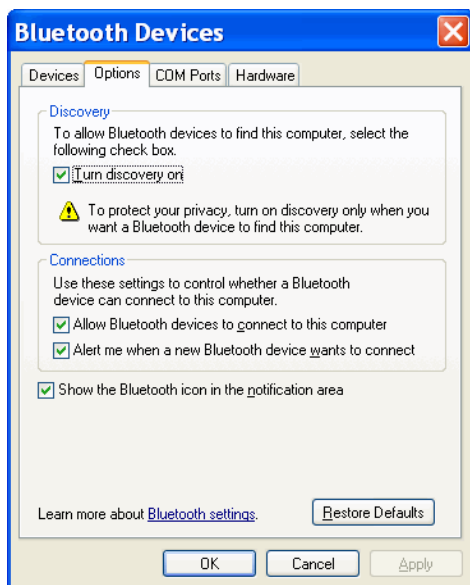 Bluetooth Devices
Devices Options COM Ports Hardware
Discovery
To allow Bluetooth devices to find this computer, select the
following check box.
Turn discovery on
To protect your privacy, turn on discovery only when you
want a Bluetooth device to find this computer.
Connections
Use these settings to control whether a Bluetooth
device can connect to this computer.
Allow Bluetooth devices to connect to this computer
Alert me when a new Bluetooth device wants to connect
Show the Bluetooth icon in the notification area
Learn more about Bluetooth settings. Restore Defaults
OK Cancel Apply